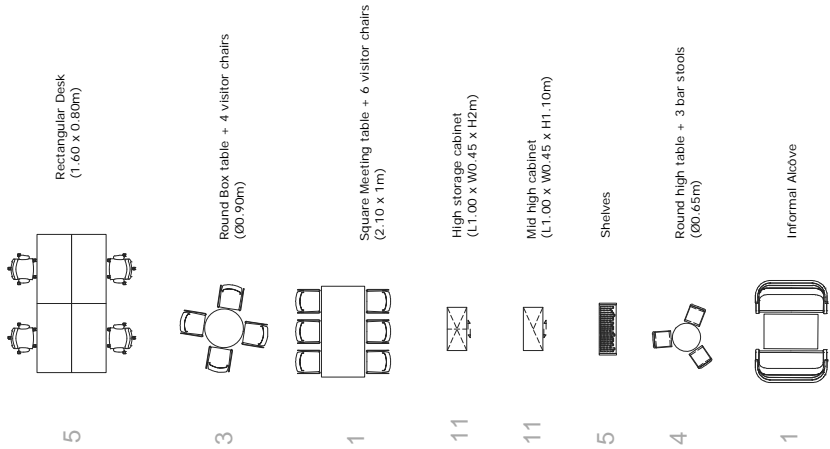 5
Rectangular Desk
(1.60 x 0.80m)
3
Round Box table + 4 visitor chairs
(Ø0.90m)
1
Square Meeting table + 6 visitor chairs
(2.10 x 1m)
11
High storage cabinet
(L1.00 x W0.45 x H2m)
11
Mid high cabinet
(L1.00 x W0.45 x H1.10m)
5
Shelves
4
Round high table + 3 bar stools
(Ø0.65m)
1
Informal Alcôve